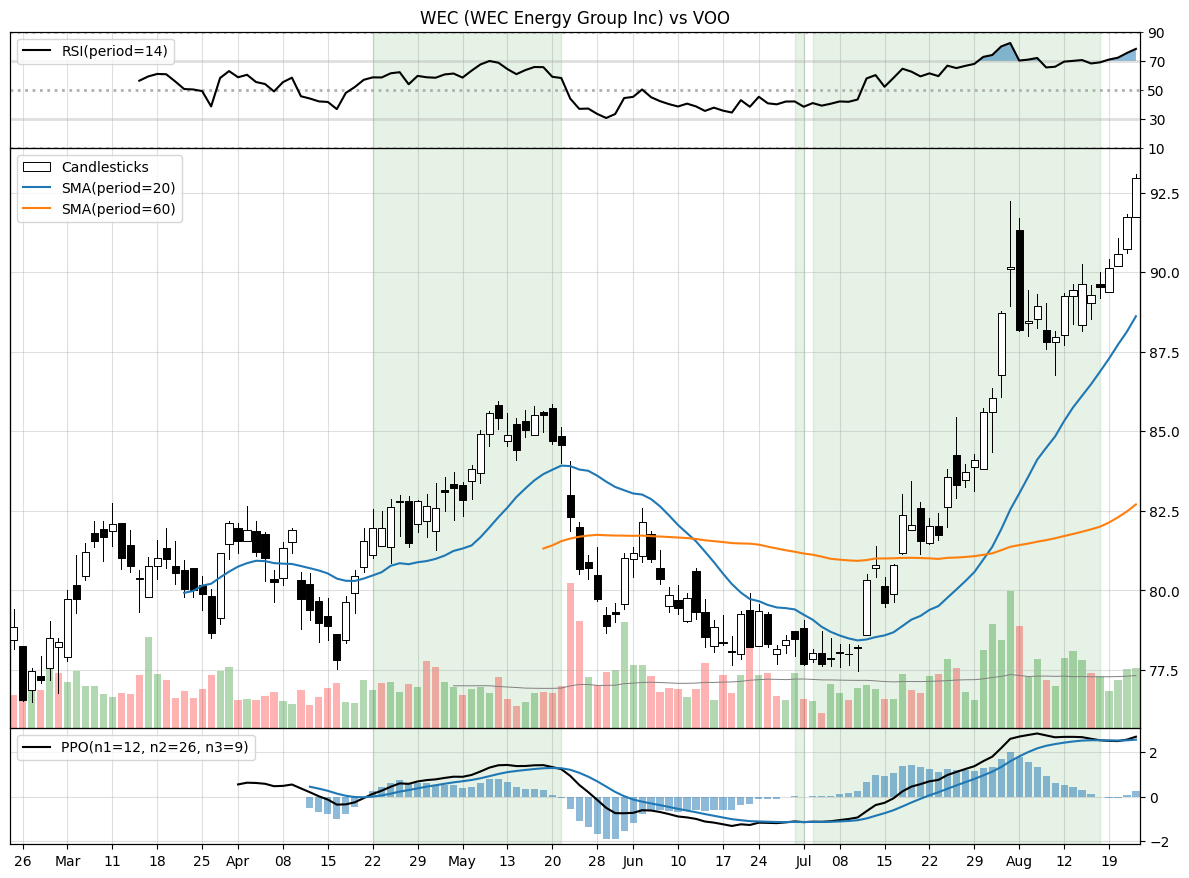 WEC (WEC Energy Group Inc) vs VOO
RSI(period=14)
90
70
50
30
10
Candlesticks
SMA(period=20)
SMA(period=60)
92.5
90.0
87.5
85.0
82.5
80.0
77.5
PPO(n1=12, n2=26, n3=9)
2
0
−2
26 Mar 11 18 25 Apr 08 15 22 29 May 13 20 28 Jun 10 17 24 Jul 08 15 22 29 Aug 12 19